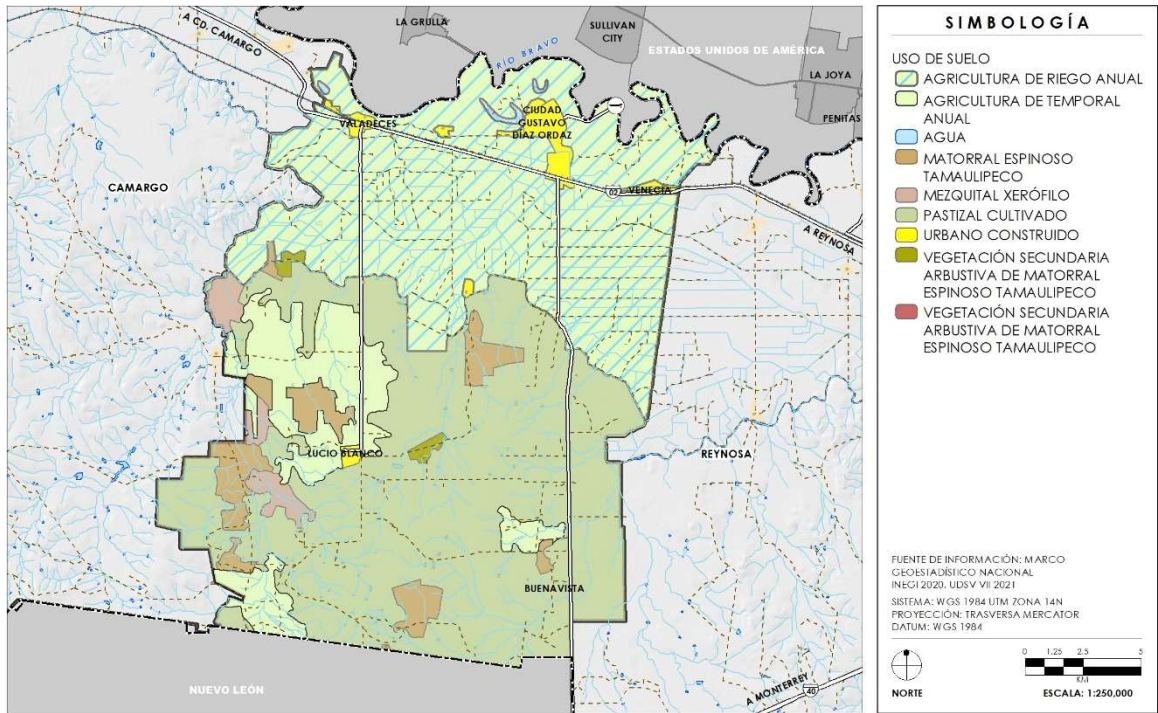 A CD. CAMARGO
LA GRULLA
SULLIVAN
CITY
ESTADOS UNIDOS DE AMÉRICA
RÍO BRAVO
LA JOYA
PENITAS
VALADECES
CIUDAD
GUSTAVO
DÍAZ ORDAZ
CAMARGO
02
VENECIA
A REYNOSA
LUCIO BLANCO
REYNOSA
BUENAVISTA
NUEVO LEÓN
A MONTERREY
40
SIMBOLOGÍA
USO DE SUELO
AGRICULTURA DE RIEGO ANUAL
AGRICULTURA DE TEMPORAL
ANUAL
AGUA
MATORRAL ESPINOSO
TAMAULIPECO
MEZQUITAL XERÓFILO
PASTIZAL CULTIVADO
URBANO CONSTRUIDO
VEGETACIÓN SECUNDARIA
ARBUSTIVA DE MATORRAL
ESPINOSO TAMAULIPECO
VEGETACIÓN SECUNDARIA
ARBUSTIVA DE MATORRAL
ESPINOSO TAMAULIPECO
FUENTE DE INFORMACIÓN: MARCO
GEOESTADÍSTICO NACIONAL
INEGI 2020. UDSV VII 2021
SISTEMA: WGS 1984 UTM ZONA 14N
PROYECCIÓN: TRASVERSA MERCATOR
DATUM: WGS 1984
NORTE
0 1.25 2.5 5
KM
ESCALA: 1:250,000